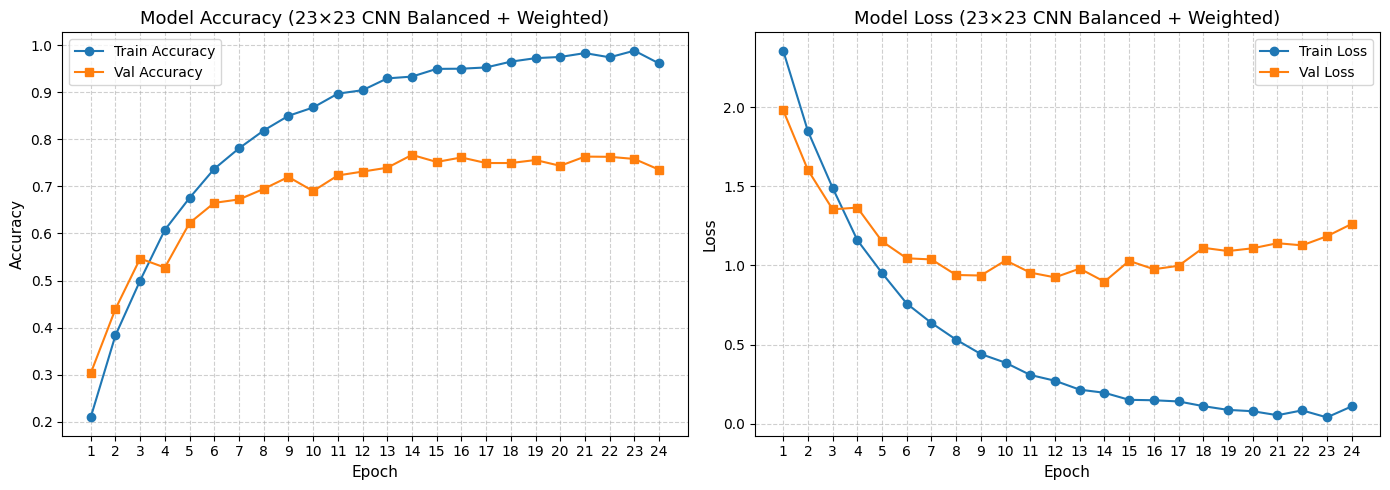 Model Accuracy (23×23 CNN Balanced + Weighted)
Train Accuracy
Val Accuracy
Accuracy
1.0
0.9
0.8
0.7
0.6
0.5
0.4
0.3
0.2
1 2 3 4 5 6 7 8 9 10 11 12 13 14 15 16 17 18 19 20 21 22 23 24
Epoch
Model Loss (23×23 CNN Balanced + Weighted)
Train Loss
Val Loss
Loss
2.0
1.5
1.0
0.5
0.0
1 2 3 4 5 6 7 8 9 10 11 12 13 14 15 16 17 18 19 20 21 22 23 24
Epoch